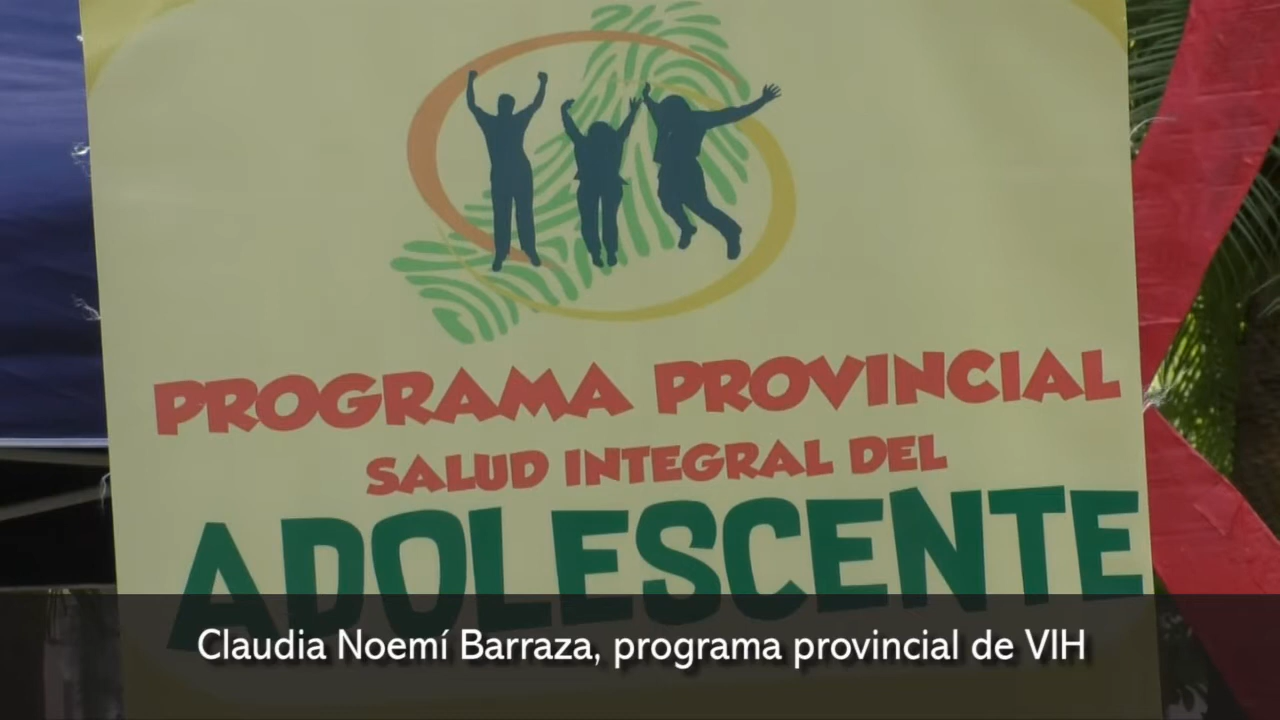 PROGRAMA PROVINCIAL
SALUD INTEGRAL DEL
ADOLESCENTE
Claudia Noemí Barraza, programa provincial de VIH